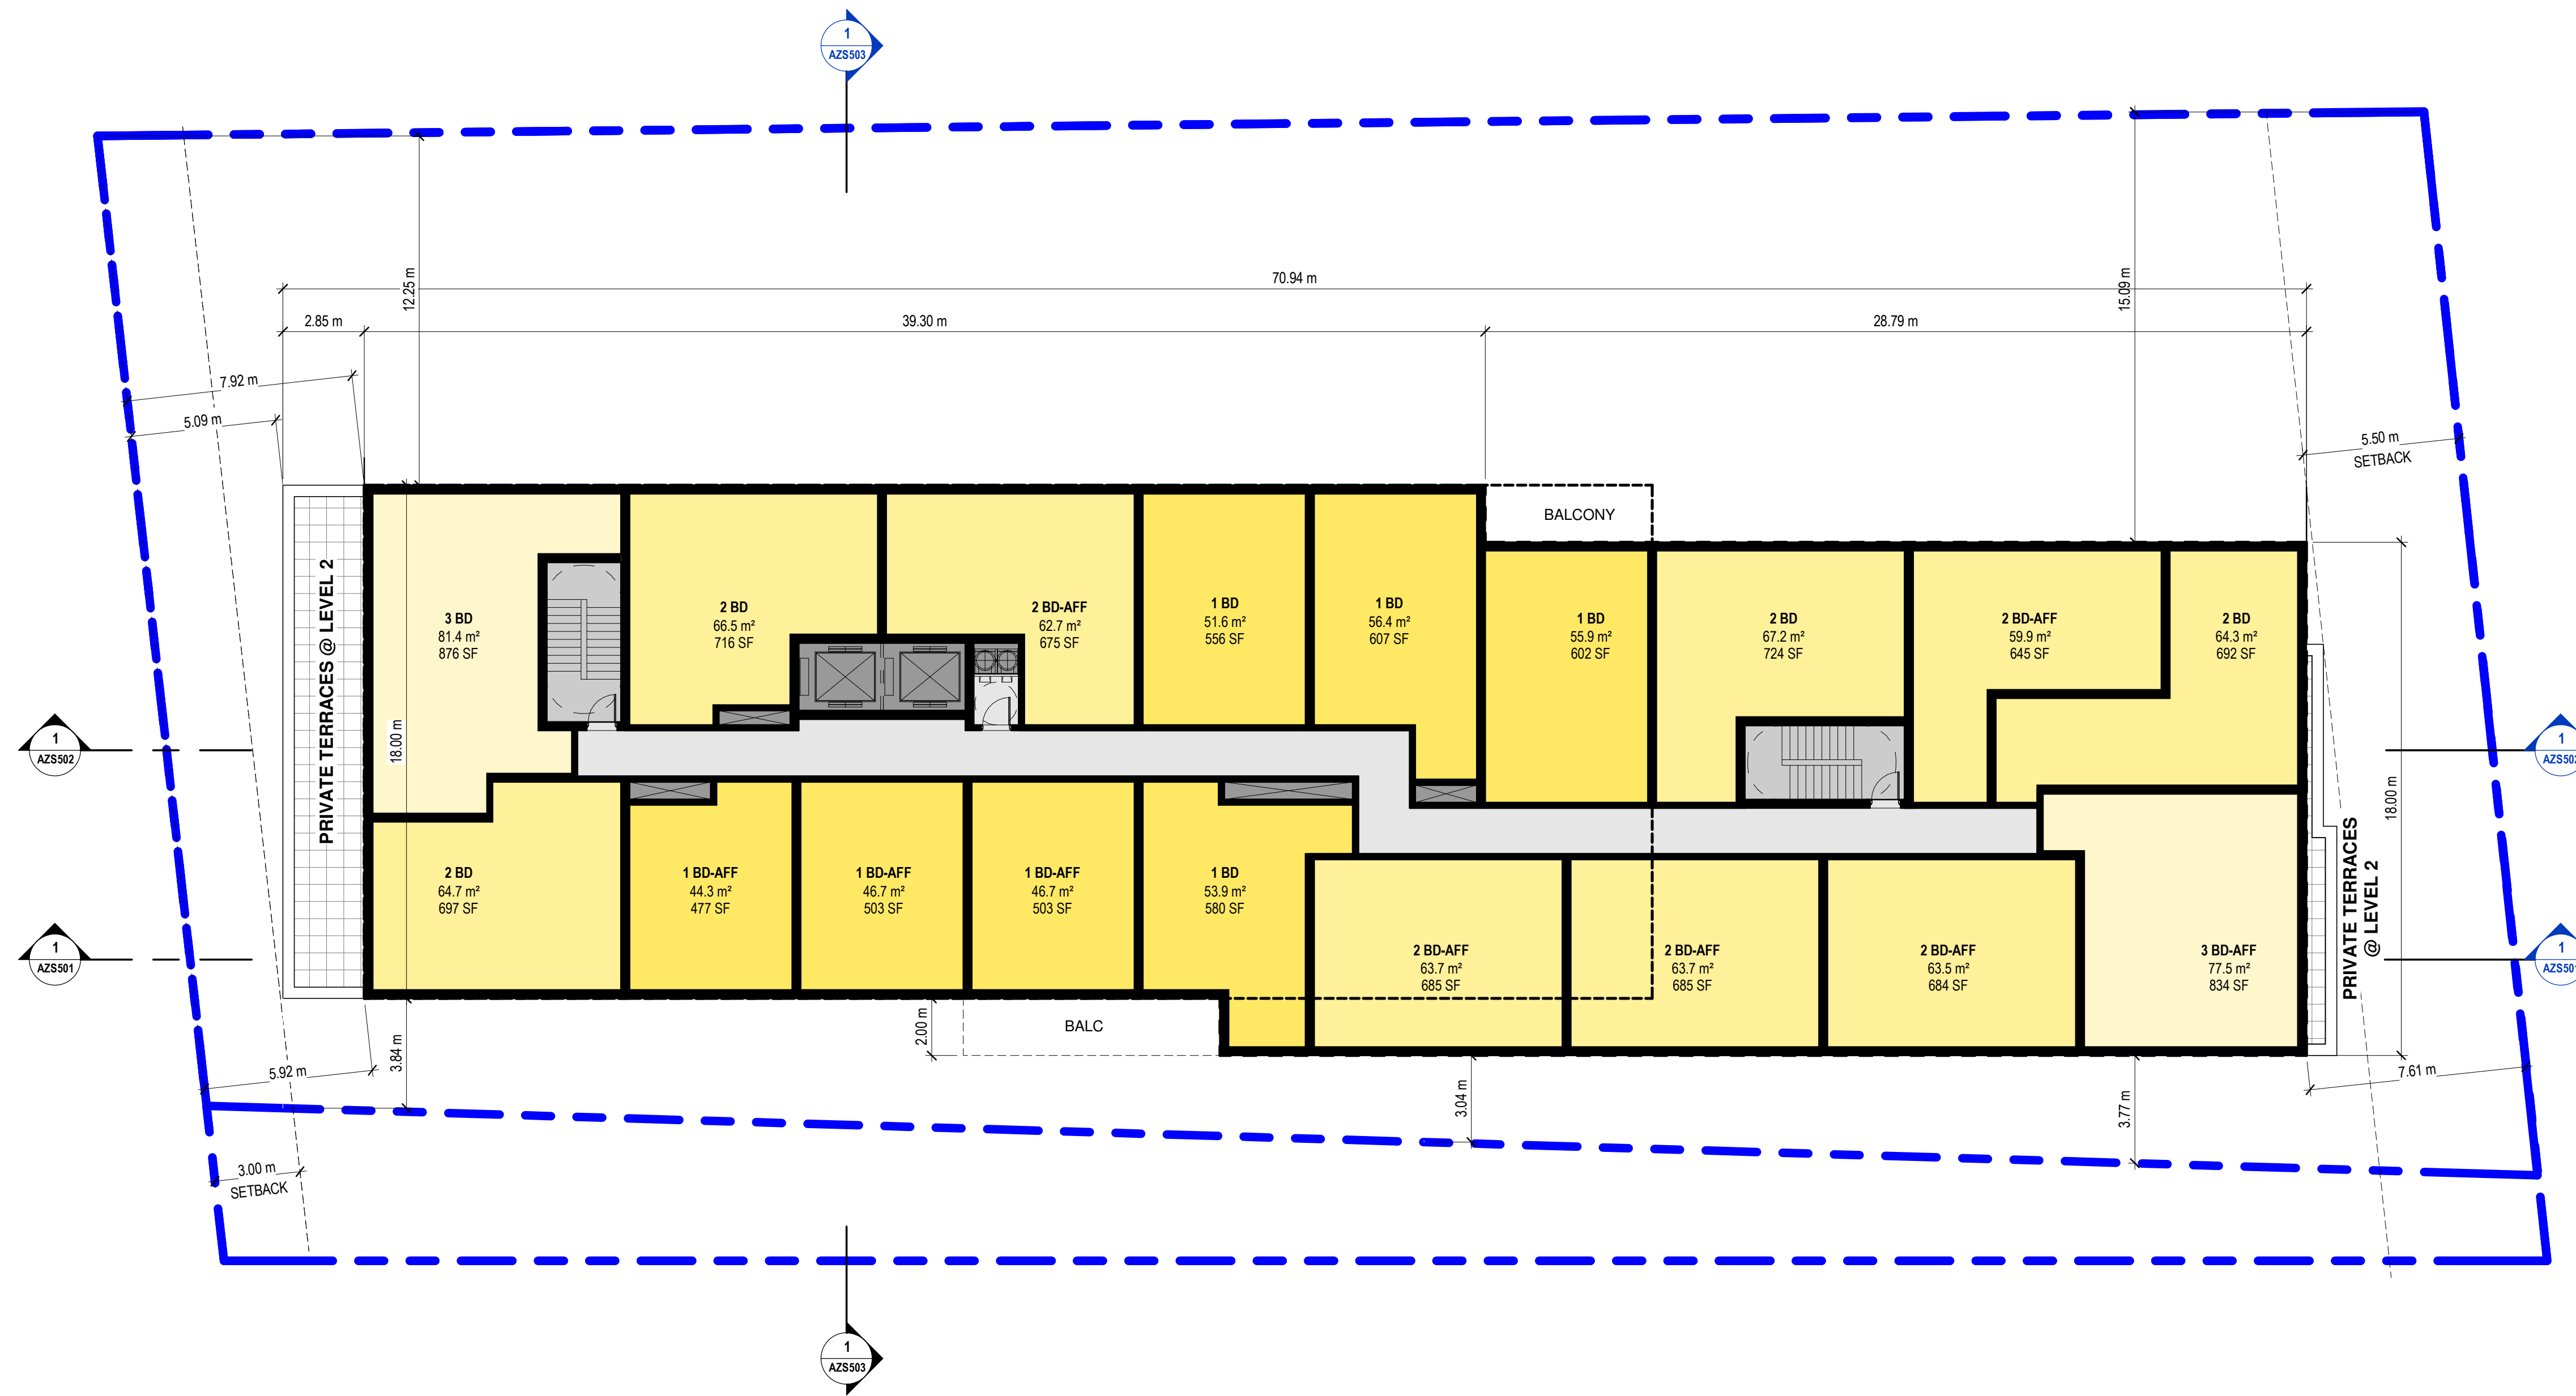 1
AZS503
12.25 m
15.09 m
70.94 m
2.85 m
39.30 m
28.79 m
7.92 m
5.09 m
5.50 m
SETBACK
BALCONY
PRIVATE TERRACES @ LEVEL 2
18.00 m
3 BD
81.4 m²
876 SF
2 BD
66.5 m²
716 SF
2 BD-AFF
62.7 m²
675 SF
1 BD
51.6 m²
556 SF
1 BD
56.4 m²
607 SF
1 BD
55.9 m²
602 SF
2 BD
67.2 m²
724 SF
2 BD-AFF
59.9 m²
645 SF
2 BD
64.3 m²
692 SF
18.00 m
1
AZS502
1
AZS502
2 BD
64.7 m²
697 SF
1 BD-AFF
44.3 m²
477 SF
1 BD-AFF
46.7 m²
503 SF
1 BD-AFF
46.7 m²
503 SF
1 BD
53.9 m²
580 SF
2 BD-AFF
63.7 m²
685 SF
2 BD-AFF
63.7 m²
685 SF
2 BD-AFF
63.5 m²
684 SF
3 BD-AFF
77.5 m²
834 SF
PRIVATE TERRACES
@ LEVEL 2
1
AZS501
1
AZS501
2.00 m
BALC
3.84 m
5.92 m
3.04 m
3.77 m
7.61 m
3.00 m
SETBACK
1
AZS503